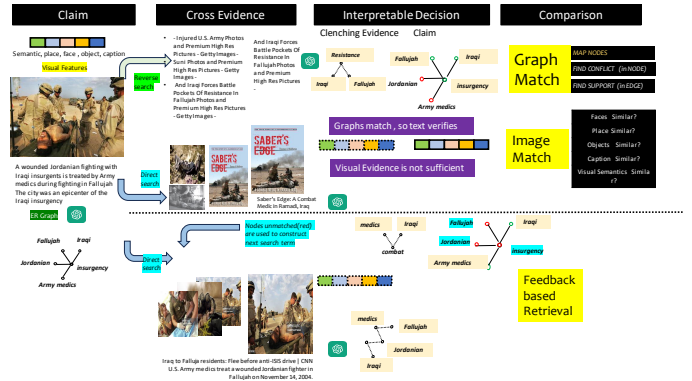 Claim
Cross Evidence
Interpretable Decision
Comparison
Semantic, place, face , object, caption
Visual Features
Reverse
search
A wounded Jordanian fighting with
Iraqi insurgents is treated by Army
medics during fighting in Fallujah
The city was an epicenter of the
Iraqi insurgency
ER Graph
Fallujah
Iraqi
Jordanian
insurgency
Army medics
• - Injured U.S. Army Photos
and Premium High Res
Pictures - Getty Images -
• Suni Photos and Premium
High Res Pictures - Getty
Images -
• And Iraqi Forces Battle
Pockets Of Resistance In
Fallujah Photos and
Premium High Res Pictures
- Getty Images -
And Iraqi Forces
Battle Pockets Of
Resistance In
Fallujah Photos
and Premium
High Res
Pictures
-
Direct
search
SABER'S
EDGE
SABER'S
EDGE
Saber's Edge: A Combat
Medic in Ramadi, Iraq
Clenching Evidence
Claim
Resistance
Iraqi
Fallujah
Fallujah
Iraqi
Jordanian
insurgency
Army medics
Graphs match , so text verifies
Visual Evidence is not sufficient
Graph
Match
MAP NODES
FIND CONFLICT (in NODE)
FIND SUPPORT (in EDGE)
Image
Match
Faces Similar?
Place Similar?
Objects Similar?
Caption Similar?
Visual Semantics Simila
r?
Direct
search
Nodes unmatched(red)
are used to construct
next search term
Iraq to Falluja residents: Flee before anti-ISIS drive | CNN
U.S. Army medics treat a wounded Jordanian fighter in
Fallujah on November 14, 2004.
medics
Iraqi
combat
Fallujah
Iraqi
Jordanian
insurgency
Army medics
medics
Fallujah
Jordanian
Iraqi
Feedback
based
Retrieval